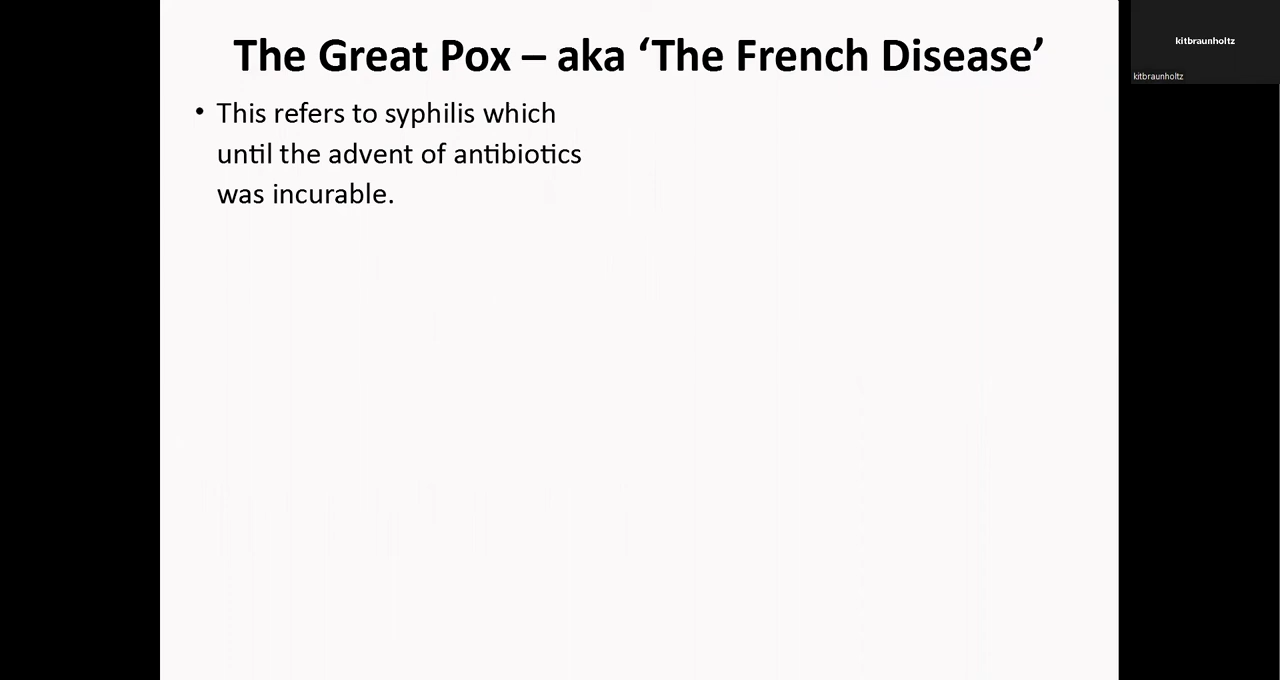 The Great Pox – aka ‘The French Disease’
• This refers to syphilis which
until the advent of antibiotics
was incurable.
kitbraunholtz
kitbraunholtz